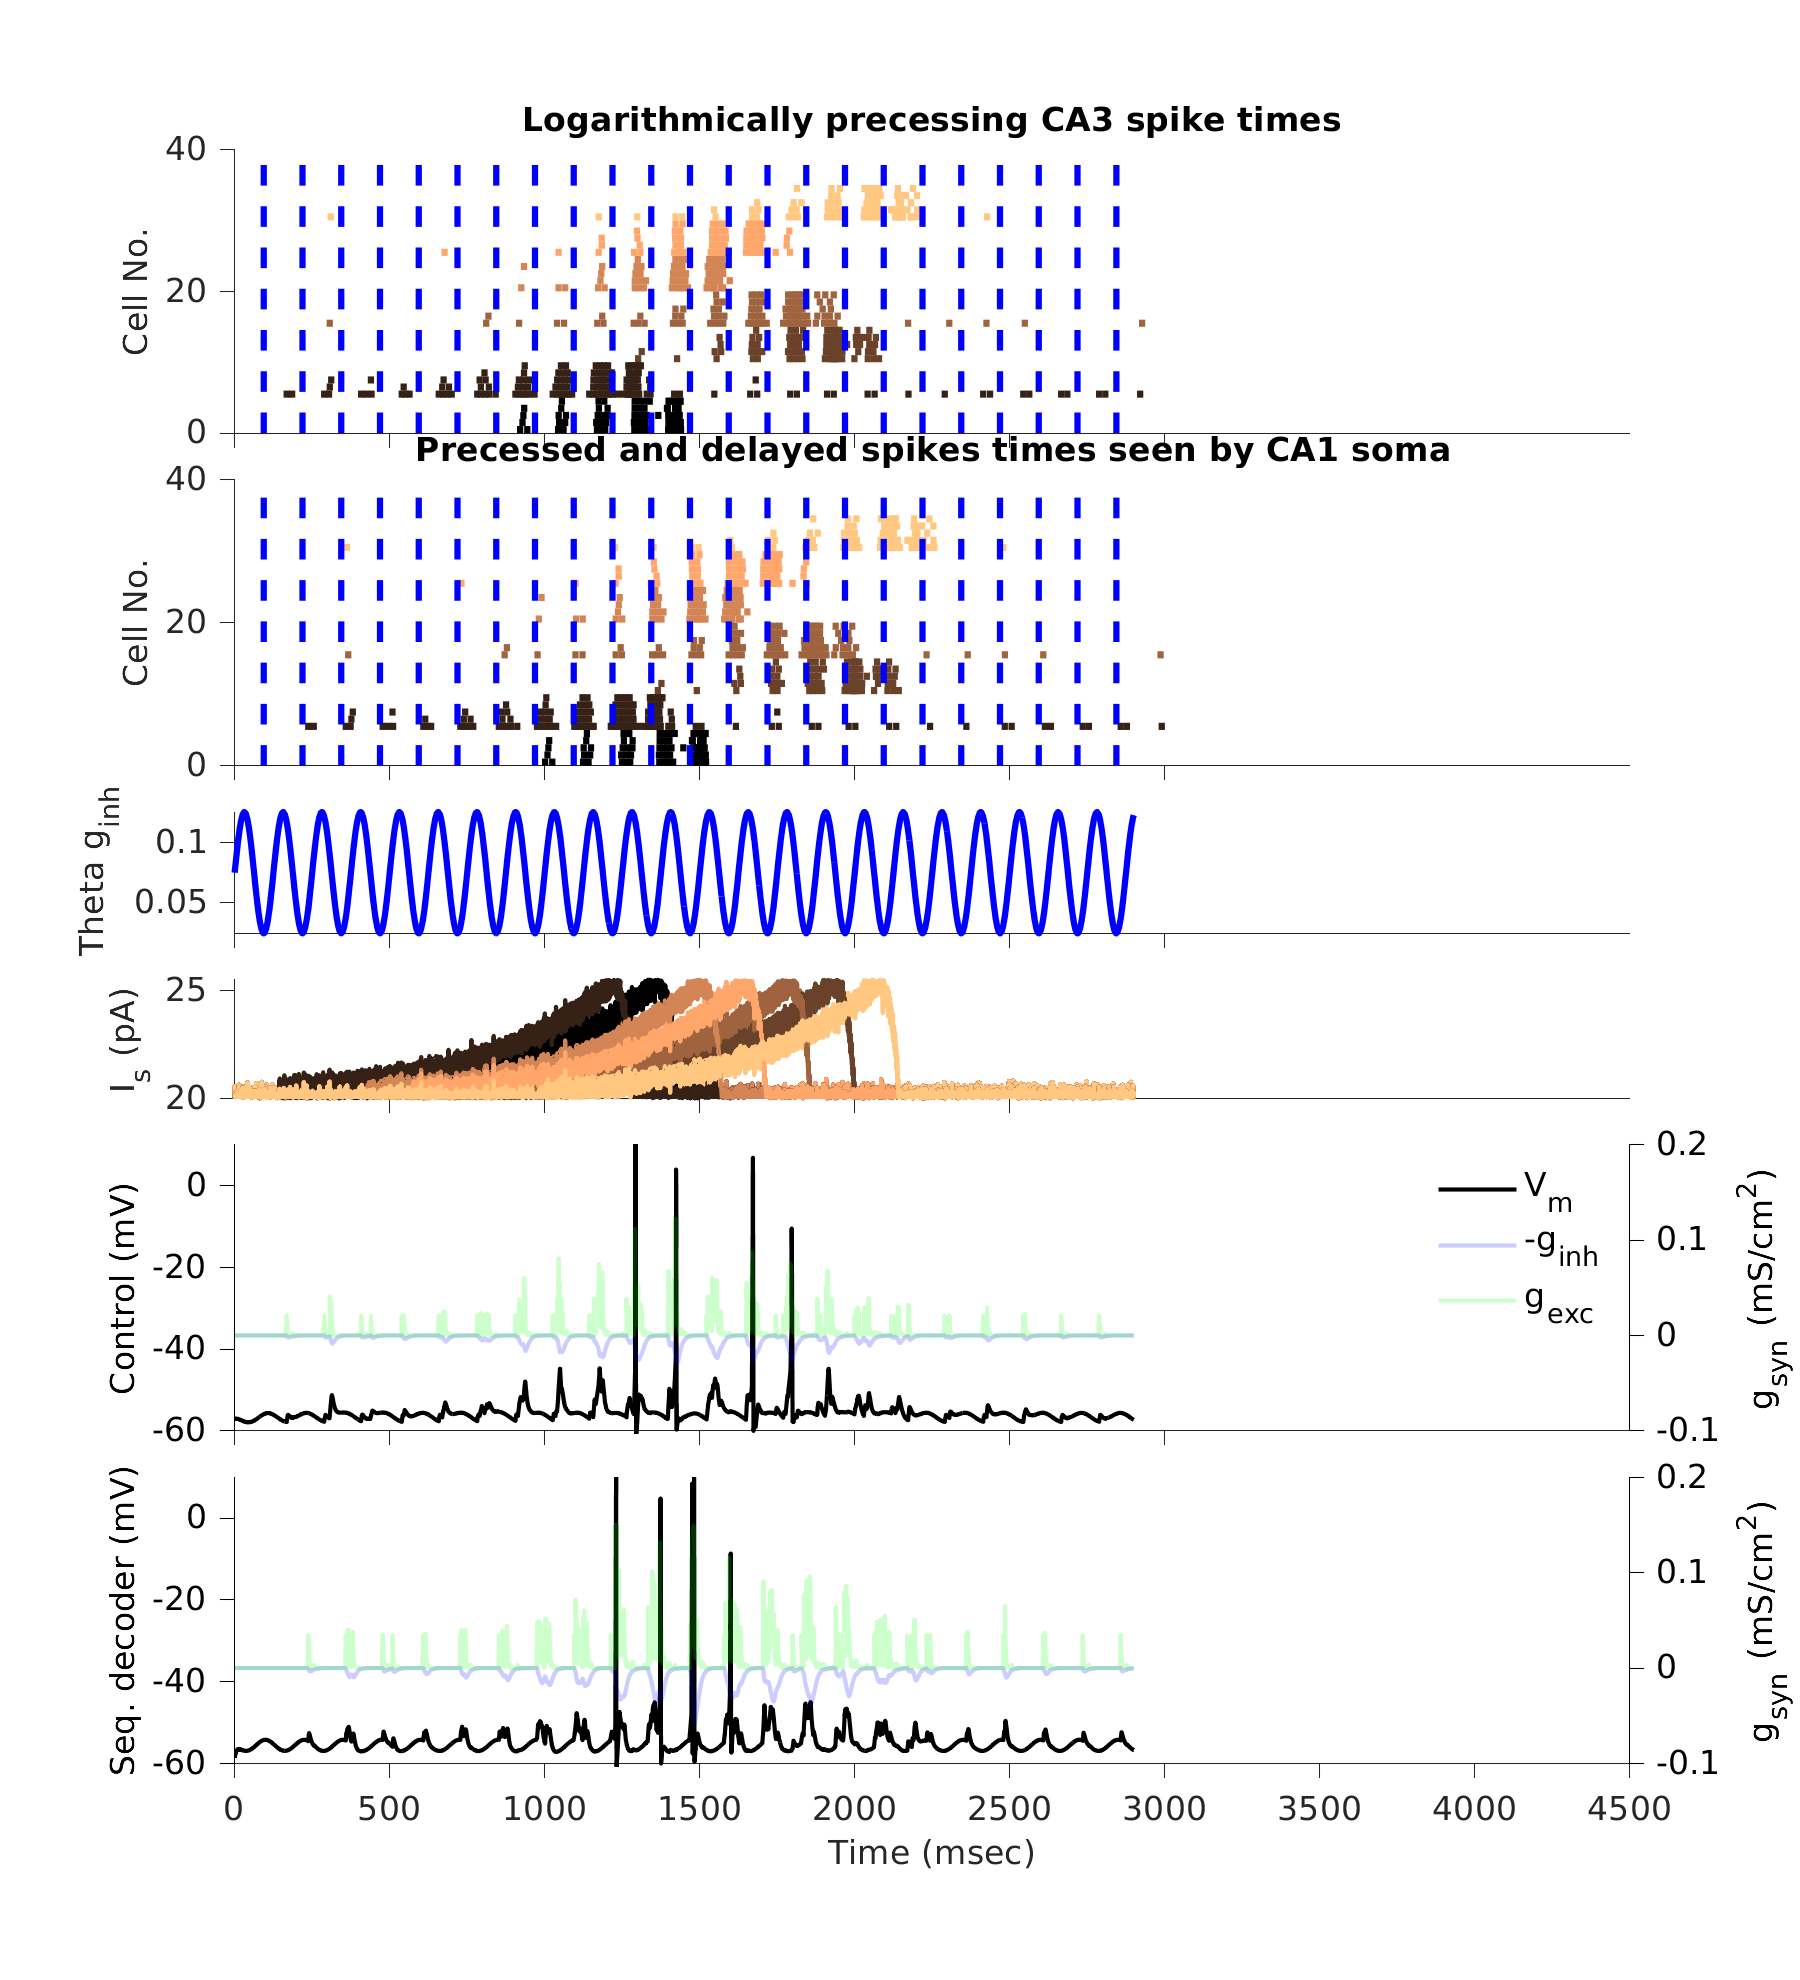 Logarithmically precessing CA3 spike times
40
20
0
Cell No.
Precessed and delayed spikes times seen by CA1 soma
40
20
0
Cell No.
0.1
0.05
Theta g_inh
25
20
I_s (pA)
0
-20
-40
-60
Control (mV)
V_m
-g_inh
g_exc
0.2
0.1
0
-0.1
g_syn (mS/cm^2)
0
-20
-40
-60
Seq. decoder (mV)
0.2
0.1
0
-0.1
g_syn (mS/cm^2)
0 500 1000 1500 2000 2500 3000 3500 4000 4500
Time (msec)